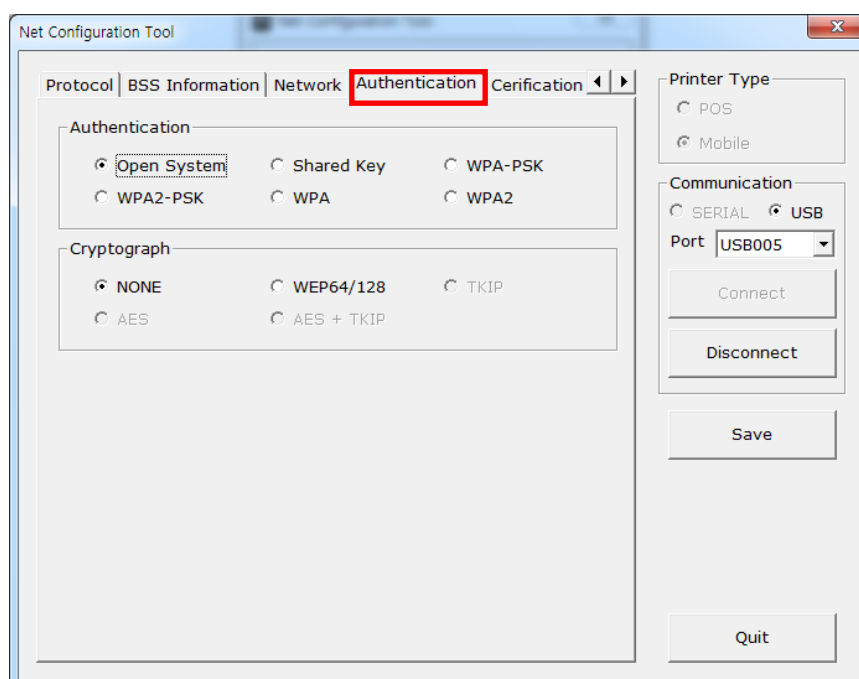 Net Configuration Tool
Protocol BSS Information Network Authentication Cerification
Authentication
Open System Shared Key WPA-PSK
WPA2-PSK WPA WPA2
Cryptograph
NONE WEP64/128 TKIP
AES AES + TKIP
Printer Type
POS
Mobile
Communication
SERIAL USB
Port USB005
Connect
Disconnect
Save
Quit